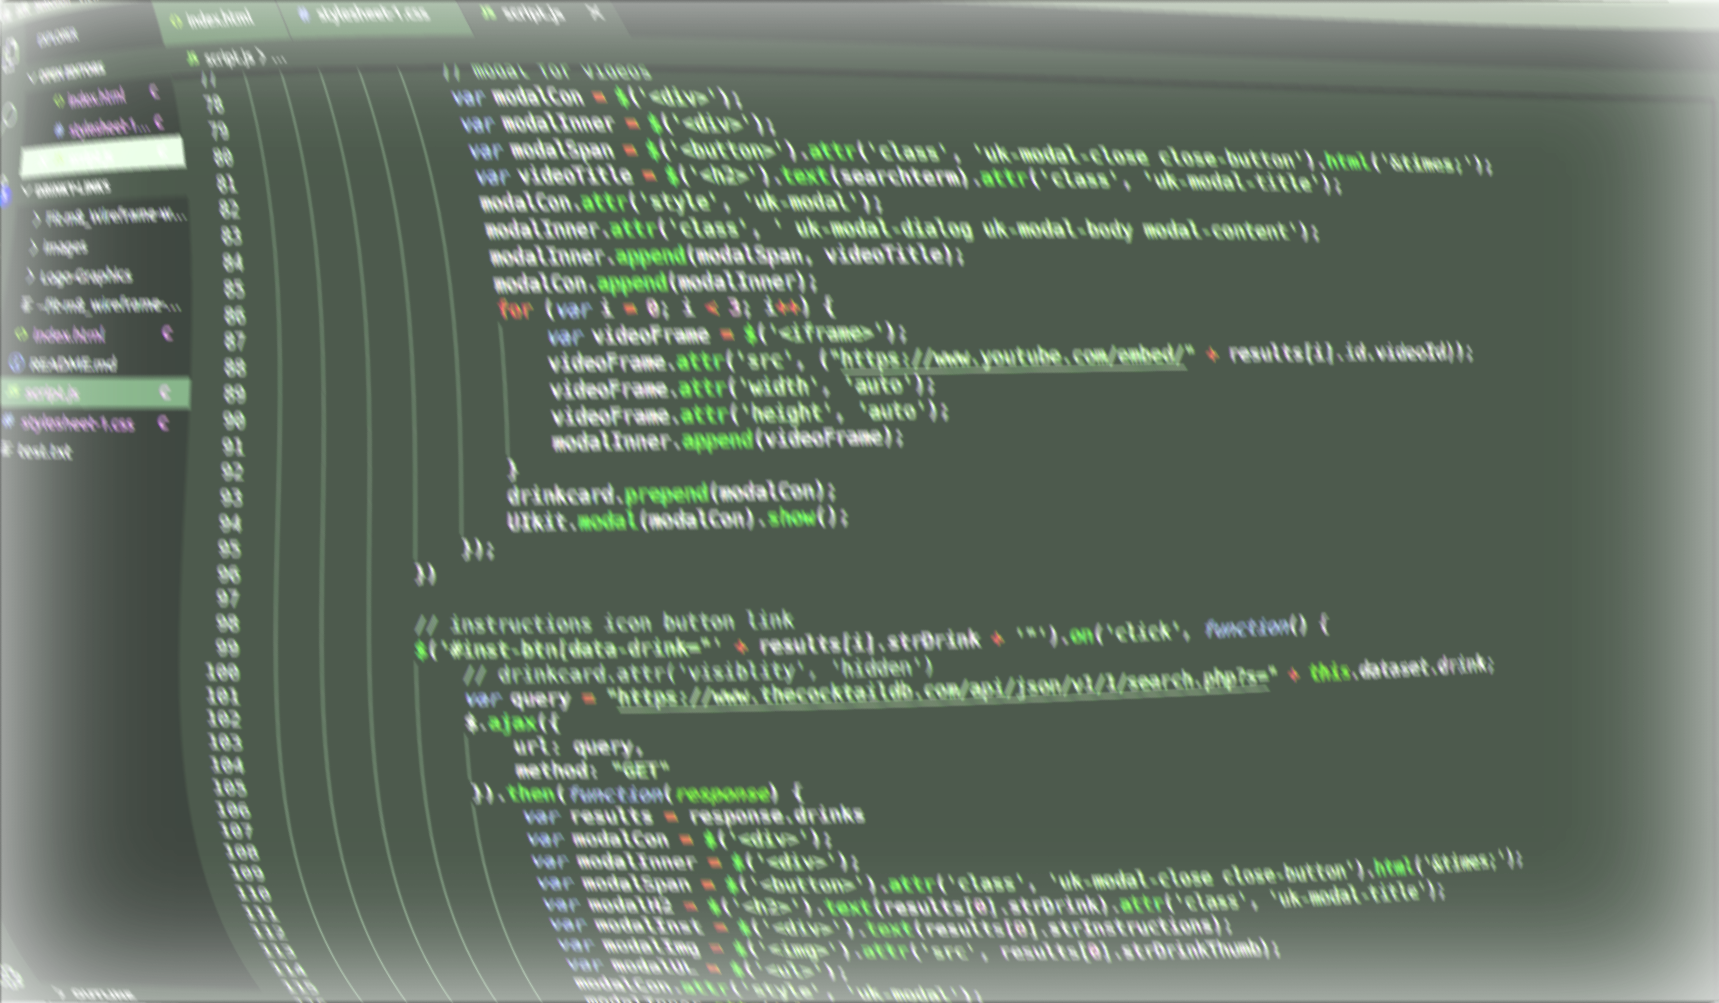 index.html stylesheet-1.css script.js
script.js > ...
// modal for videos
78 var modalCon = $('<div>');
79 var modalInner = $('<div>');
80 var modalSpan = $('<button>').attr('class', 'uk-modal-close close-button').html('&times;');
81 var videoTitle = $('<h2>').text(searchterm).attr('class', 'uk-modal-title');
82 modalCon.attr('style', 'uk-modal');
83 modalInner.attr('class', ' uk-modal-dialog uk-modal-body modal-content');
84 modalInner.append(modalSpan, videoTitle);
85 modalCon.append(modalInner);
86 for (var i = 0; i < 3; i++) {
87 var videoFrame = $('<iframe>');
88 videoFrame.attr('src', ("https://www.youtube.com/embed/" + results[i].id.videoId));
89 videoFrame.attr('width', 'auto');
90 videoFrame.attr('height', 'auto');
91 modalInner.append(videoFrame);
92 }
93 drinkcard.prepend(modalCon);
94 UIkit.modal(modalCon).show();
95 });
96 })
97
98 // instructions icon button link
99 $('#inst-btn[data-drink="' + results[i].strDrink + '"').on('click', function() {
100 // drinkcard.attr('visiblity', 'hidden')
101 var query = "https://www.thecocktaildb.com/api/json/v1/1/search.php?s=" + this.dataset.drink;
102 $.ajax({
103 url: query,
104 method: "GET"
105 }).then(function(response) {
106 var results = response.drinks
107 var modalCon = $('<div>');
108 var modalInner = $('<div>');
109 var modalSpan = $('<button>').attr('class', 'uk-modal-close close-button').html('&times;');
110 var modalH2 = $('<h2>').text(results[0].strDrink).attr('class', 'uk-modal-title');
111 var modalInst = $('<div>').text(results[0].strInstructions);
112 var modalImg = $('<img>').attr('src', results[0].strDrinkThumb);
113 var modalUL = $('<ul>');
114 modalCon.attr('style', 'uk-modal');
EXPLORER
OPEN EDITORS
index.html
stylesheet-1...
images
Logo-Graphics
index.html
README.md
script.js
stylesheet-1.css
test.txt
OUTLINE